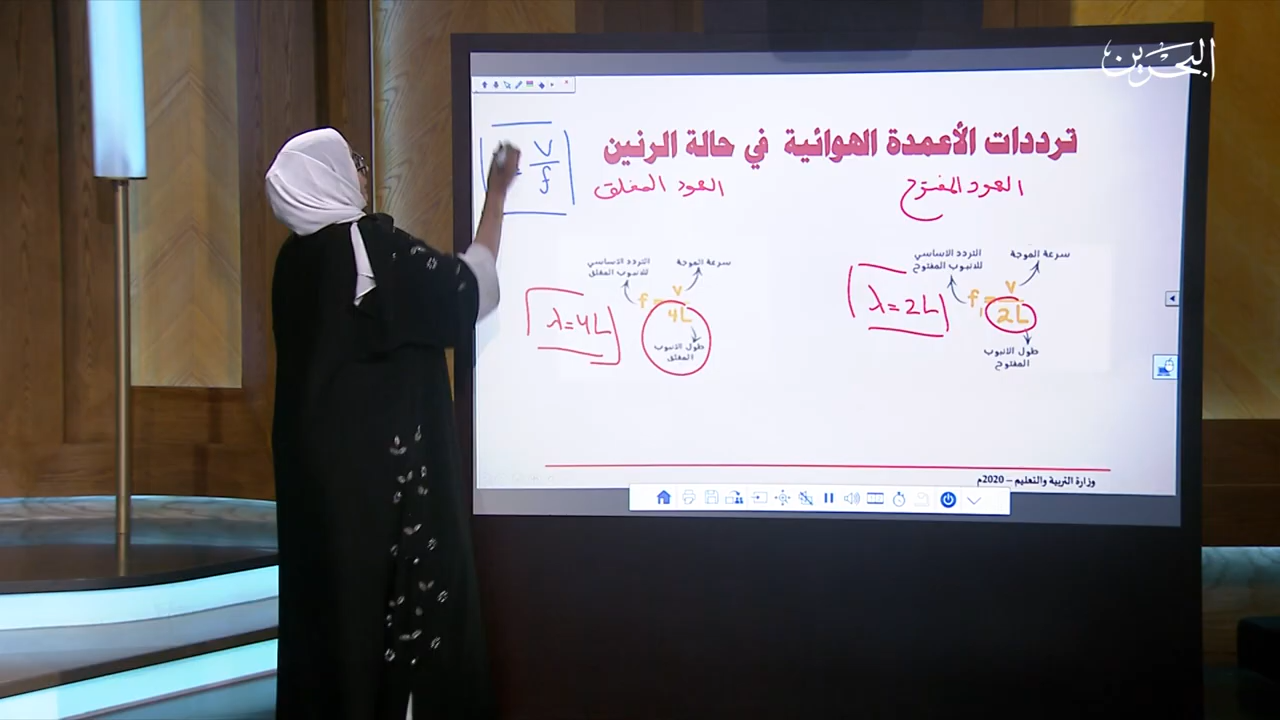 البحرين
ترددات الأعمدة الهوائية في حالة الرنين
العمود المفتوح
العمود المغلق
V
f
سرعة الموجة
التردد الاساسي
للانبوب المفتوح
f₁ = V
2L
λ=2L
طول الانبوب
المفتوح
سرعة الموجة
التردد الاساسي
للانبوب المغلق
f = V
4L
λ=4L
طول الانبوب
المغلق
وزارة التربية والتعليم – 2020م